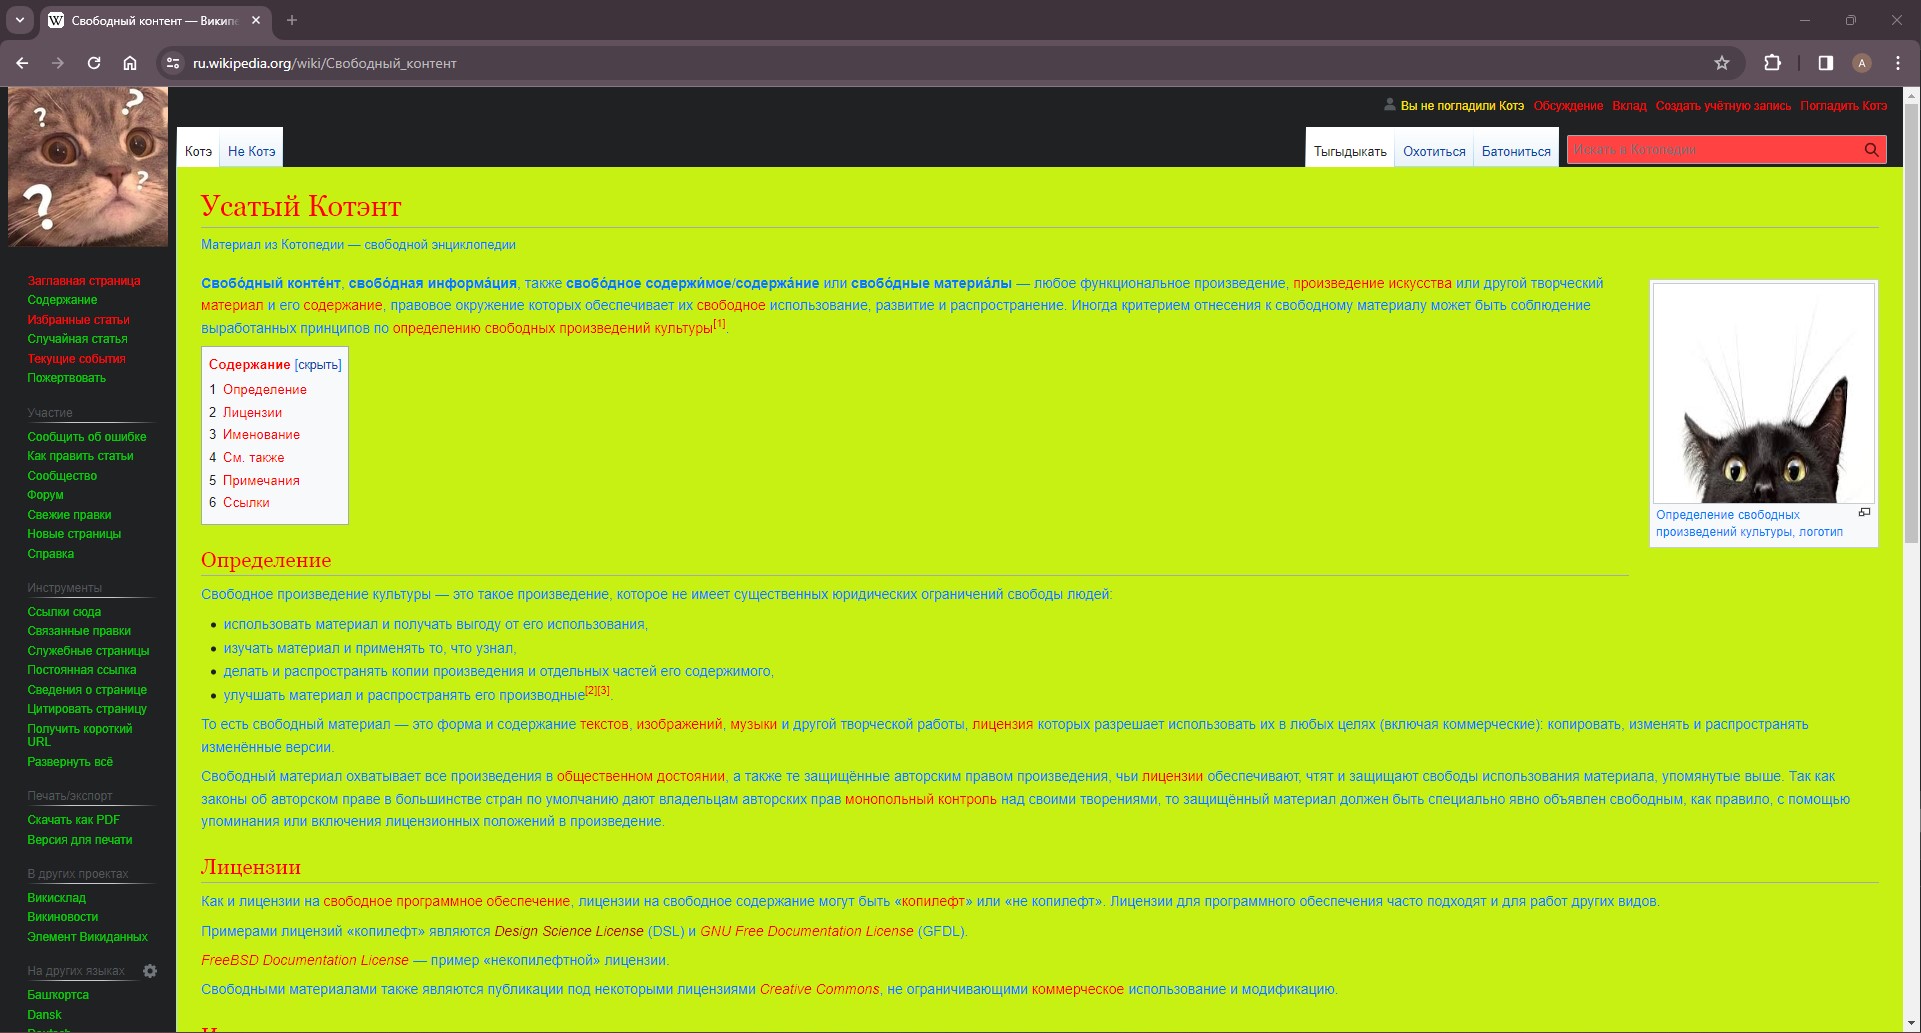 Свободный контент — Викип
ru.wikipedia.org/wiki/Свободный_контент
A
? ? ? ?
Вы не погладили Котэ Обсуждение Вклад Создать учётную запись Погладить Котэ
Котэ Не Котэ
Тыгыдыкать Охотиться Батониться Искать в Котопедии
Усатый Котэнт
Материал из Котопедии — свободной энциклопедии
Свобо́дный конте́нт, свобо́дная информа́ция, также свобо́дное содержи́мое/содержа́ние или свобо́дные материа́лы — любое функциональное произведение, произведение искусства или другой творческий
материал и его содержание, правовое окружение которых обеспечивает их свободное использование, развитие и распространение. Иногда критерием отнесения к свободному материалу может быть соблюдение
выработанных принципов по определению свободных произведений культуры[1].
Содержание [скрыть]
1 Определение
2 Лицензии
3 Именование
4 См. также
5 Примечания
6 Ссылки
Определение свободных
произведений культуры, логотип
Определение
Свободное произведение культуры — это такое произведение, которое не имеет существенных юридических ограничений свободы людей:
• использовать материал и получать выгоду от его использования,
• изучать материал и применять то, что узнал,
• делать и распространять копии произведения и отдельных частей его содержимого,
• улучшать материал и распространять его производные[2][3].
То есть свободный материал — это форма и содержание текстов, изображений, музыки и другой творческой работы, лицензия которых разрешает использовать их в любых целях (включая коммерческие): копировать, изменять и распространять
изменённые версии.
Свободный материал охватывает все произведения в общественном достоянии, а также те защищённые авторским правом произведения, чьи лицензии обеспечивают, чтят и защищают свободы использования материала, упомянутые выше. Так как
законы об авторском праве в большинстве стран по умолчанию дают владельцам авторских прав монопольный контроль над своими творениями, то защищённый материал должен быть специально явно объявлен свободным, как правило, с помощью
упоминания или включения лицензионных положений в произведение.
Лицензии
Как и лицензии на свободное программное обеспечение, лицензии на свободное содержание могут быть «копилефт» или «не копилефт». Лицензии для программного обеспечения часто подходят и для работ других видов.
Примерами лицензий «копилефт» являются Design Science License (DSL) и GNU Free Documentation License (GFDL).
FreeBSD Documentation License — пример «некопилефтной» лицензии.
Свободными материалами также являются публикации под некоторыми лицензиями Creative Commons, не ограничивающими коммерческое использование и модификацию.
Заглавная страница
Содержание
Избранные статьи
Случайная статья
Текущие события
Пожертвовать
Участие
Сообщить об ошибке
Как править статьи
Сообщество
Форум
Свежие правки
Новые страницы
Справка
Инструменты
Ссылки сюда
Связанные правки
Служебные страницы
Постоянная ссылка
Сведения о странице
Цитировать страницу
Получить короткий
URL
Развернуть всё
Печать/экспорт
Скачать как PDF
Версия для печати
В других проектах
Викисклад
Викиновости
Элемент Викиданных
На других языках
Башҡортса
Dansk